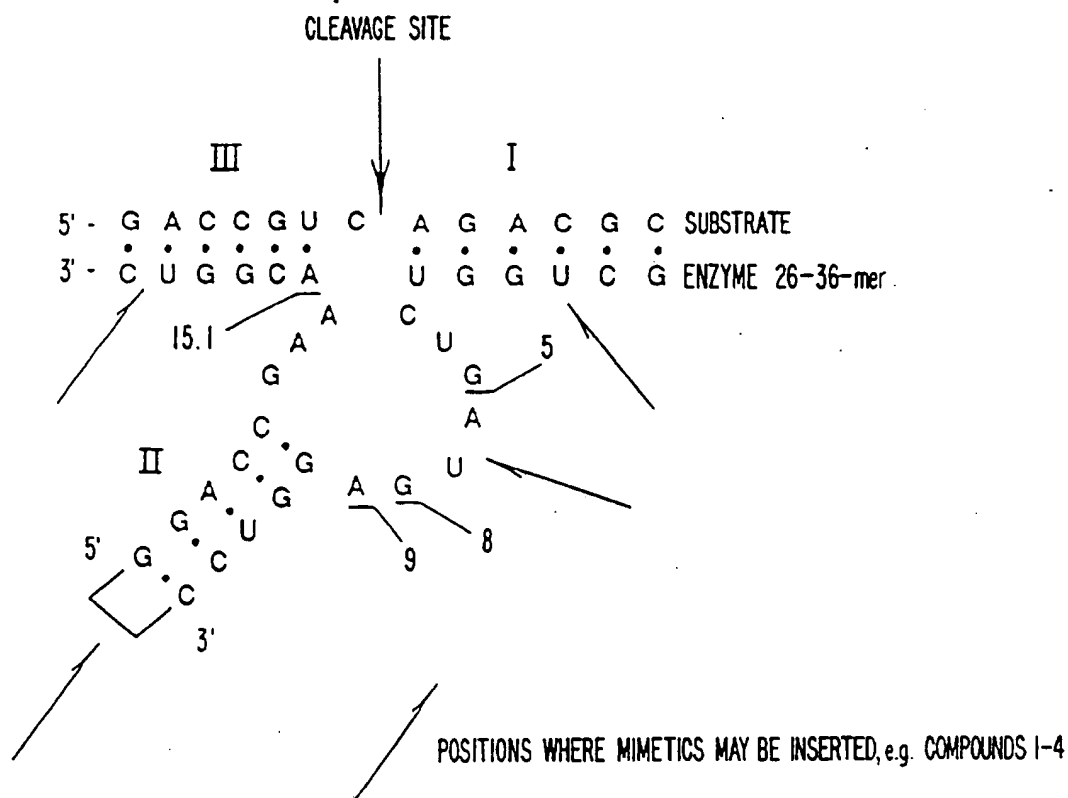 CLEAVAGE SITE
III I
5' - G A C C G U C A G A C G C SUBSTRATE
3' - C U G G C A U G G U C G ENZYME 26-36-mer
15.1 A C
A U 5
G G
C A
II C G U
A G A G
G U 9 8
5' G C
C
3'
POSITIONS WHERE MIMETICS MAY BE INSERTED, e.g. COMPOUNDS 1-4